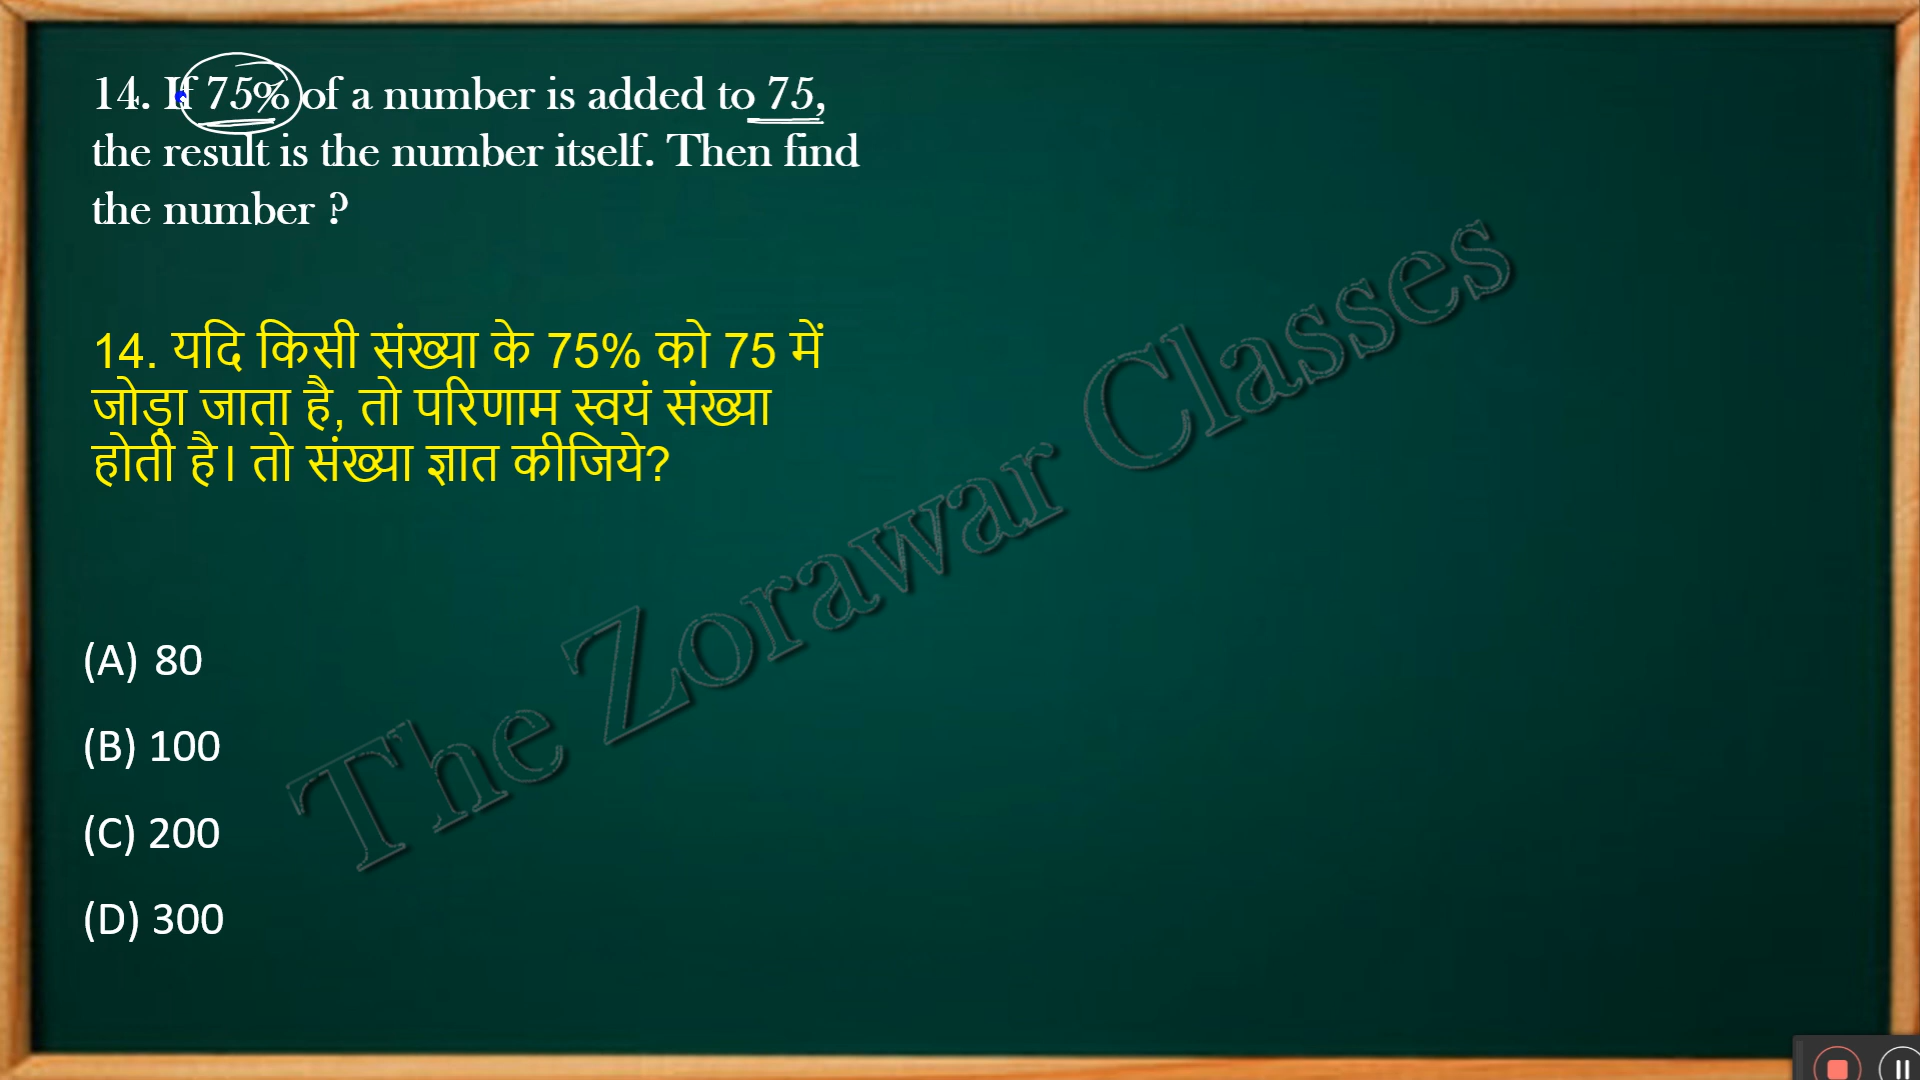 14. If 75% of a number is added to 75,
the result is the number itself. Then find
the number ?
14. यदि किसी संख्या के 75% को 75 में
जोड़ा जाता है, तो परिणाम स्वयं संख्या
होती है। तो संख्या ज्ञात कीजिये?
The Zorawar Classes
(A) 80
(B) 100
(C) 200
(D) 300